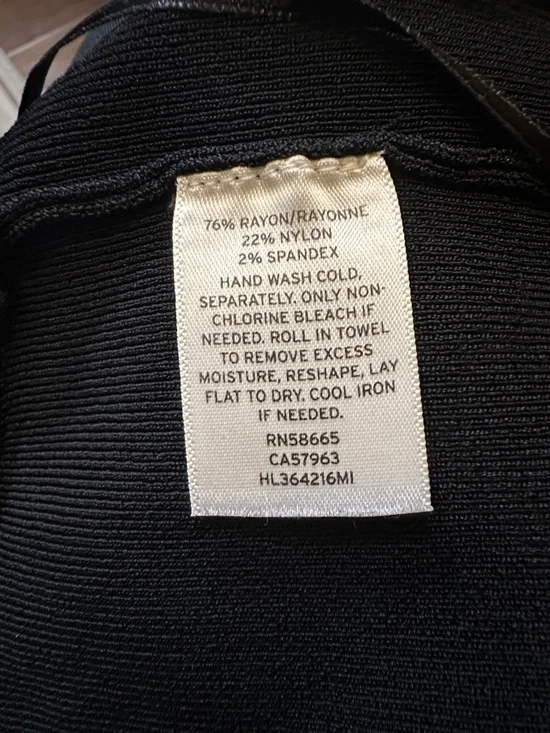 76% RAYON/RAYONNE
22% NYLON
2% SPANDEX
HAND WASH COLD,
SEPARATELY. ONLY NON-
CHLORINE BLEACH IF
NEEDED. ROLL IN TOWEL
TO REMOVE EXCESS
MOISTURE, RESHAPE, LAY
FLAT TO DRY. COOL IRON
IF NEEDED.
RN58665
CA57963
HL364216MI